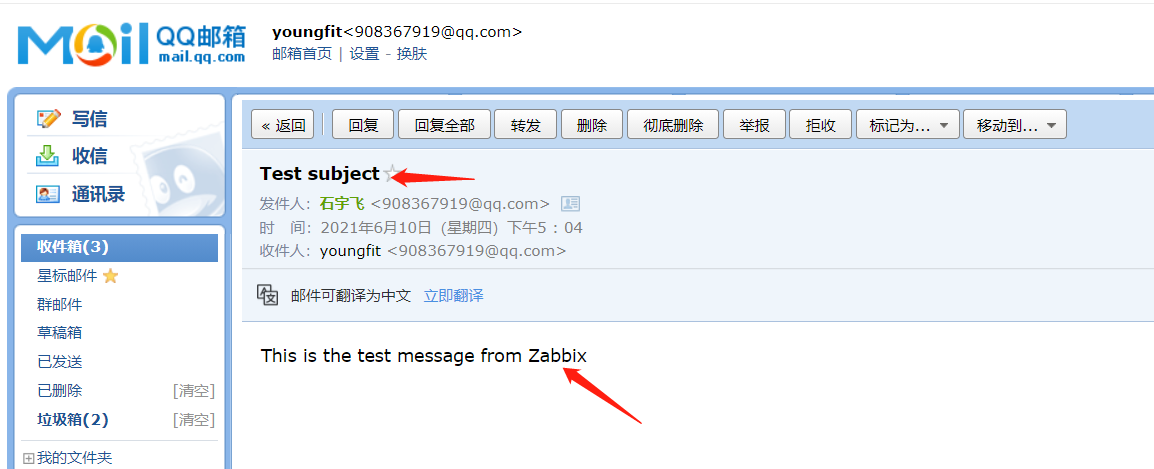 Mail QQ邮箱
mail.qq.com
youngfit<908367919@qq.com>
邮箱首页 | 设置 - 换肤
写信
收信
通讯录
收件箱(3)
星标邮件
群邮件
草稿箱
已发送
已删除 [清空]
垃圾箱(2) [清空]
我的文件夹
« 返回 回复 回复全部 转发 删除 彻底删除 举报 拒收 标记为... 移动到...
Test subject
发件人：石宇飞 <908367919@qq.com>
时 间：2021年6月10日（星期四）下午5：04
收件人：youngfit <908367919@qq.com>
邮件可翻译为中文 立即翻译
This is the test message from Zabbix